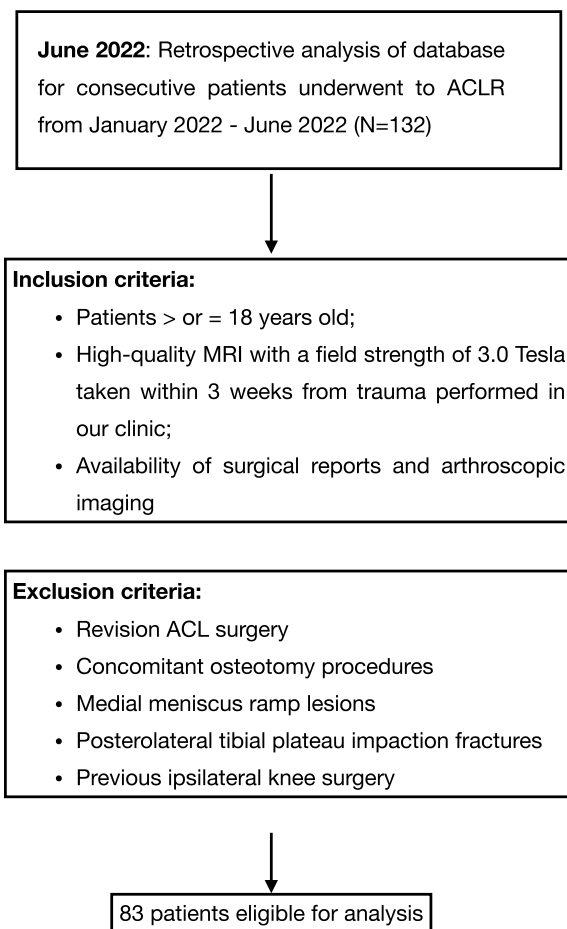 June 2022: Retrospective analysis of database
for consecutive patients underwent to ACLR
from January 2022 - June 2022 (N=132)
Inclusion criteria:
• Patients > or = 18 years old;
• High-quality MRI with a field strength of 3.0 Tesla
taken within 3 weeks from trauma performed in
our clinic;
• Availability of surgical reports and arthroscopic
imaging
Exclusion criteria:
• Revision ACL surgery
• Concomitant osteotomy procedures
• Medial meniscus ramp lesions
• Posterolateral tibial plateau impaction fractures
• Previous ipsilateral knee surgery
83 patients eligible for analysis